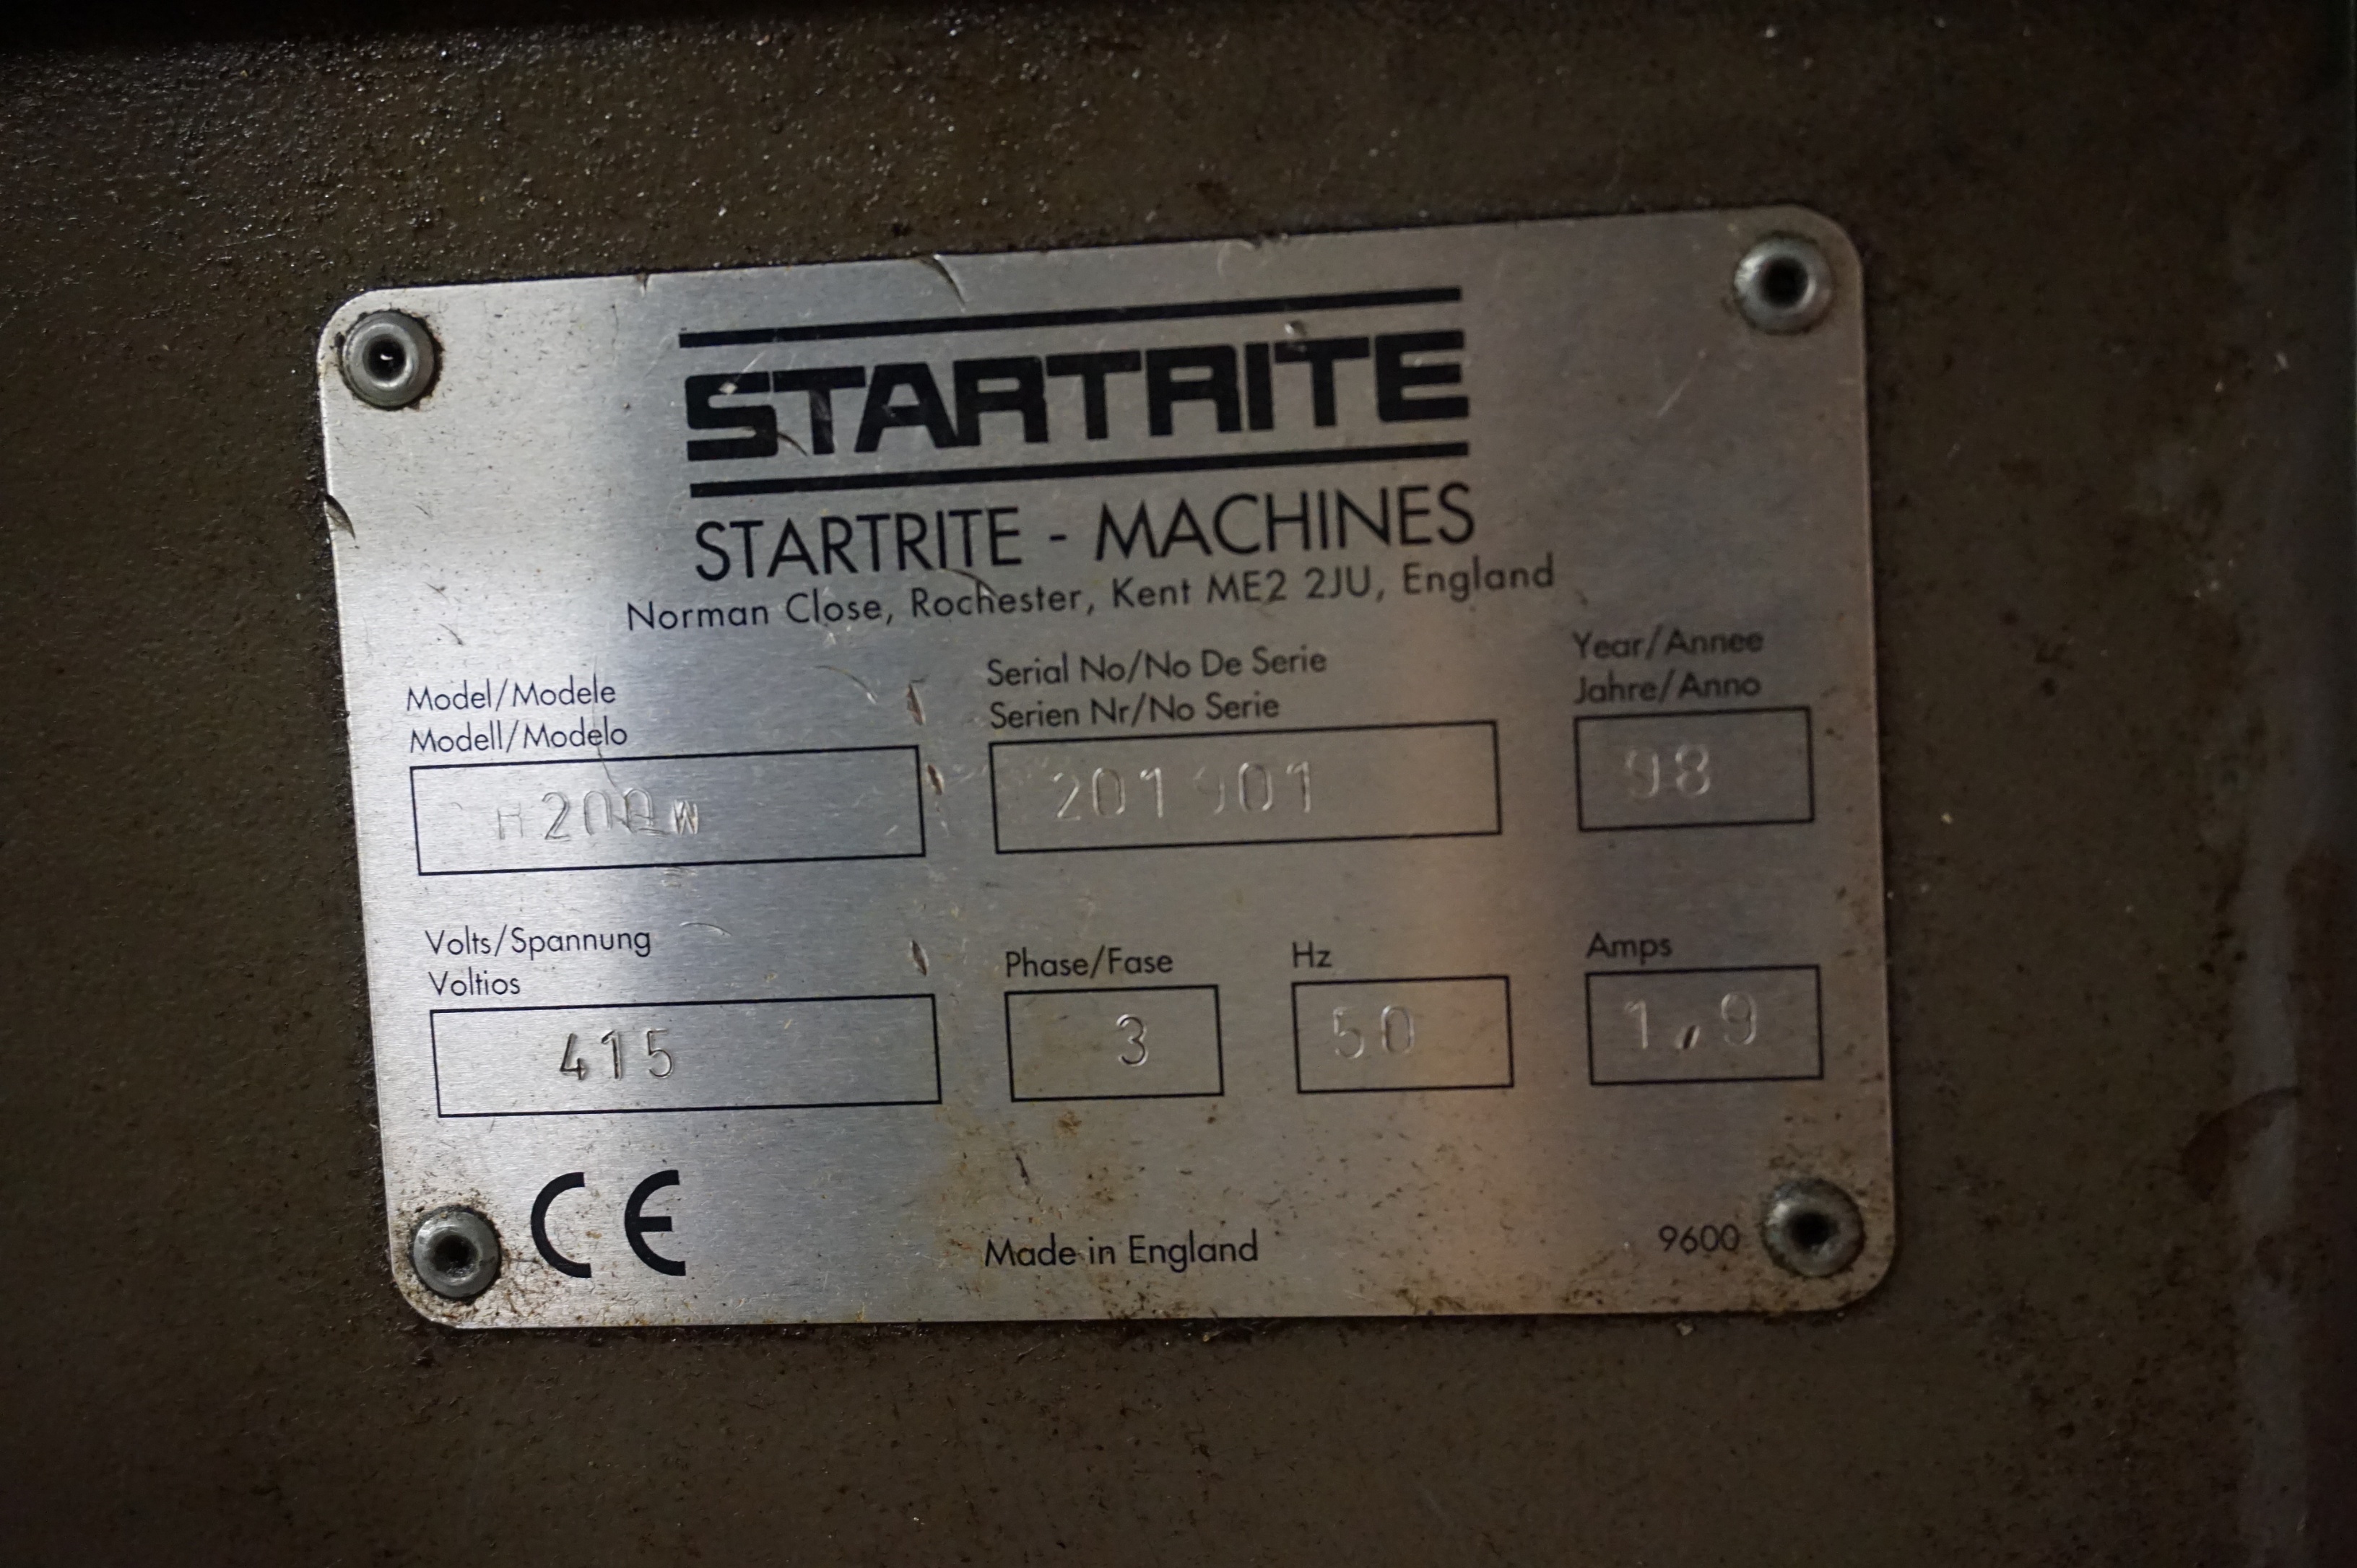 STARTRITE
STARTRITE - MACHINES
Norman Close, Rochester, Kent ME2 2JU, England
Model/Modele
Modell/Modelo
Serial No/No De Serie
Serien Nr/No Serie
Year/Annee
Jahre/Anno
98
Volts/Spannung
Voltios
415
Phase/Fase
3
Hz
50
Amps
1,9
CE
Made in England
9600